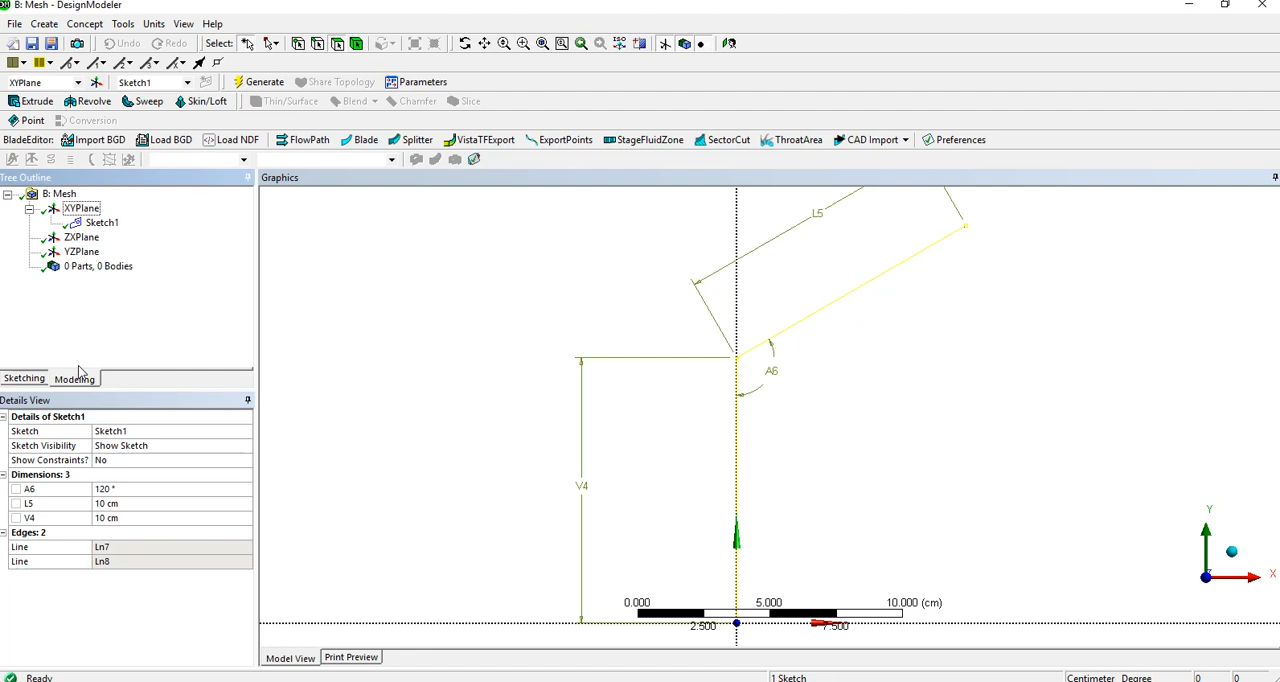 B: Mesh - DesignModeler
File Create Concept Tools Units View Help
Undo Redo Select:
XYPlane Sketch1 Generate Share Topology Parameters
Extrude Revolve Sweep Skin/Loft Thin/Surface Blend Chamfer Slice
Point Conversion
BladeEditor: Import BGD Load BGD Load NDF FlowPath Blade Splitter VistaTFExport ExportPoints StageFluidZone SectorCut ThroatArea CAD Import Preferences
Tree Outline
B: Mesh
XYPlane
Sketch1
ZXPlane
YZPlane
0 Parts, 0 Bodies
Sketching Modeling
Details View
Details of Sketch1
Sketch Sketch1
Sketch Visibility Show Sketch
Show Constraints? No
Dimensions: 3
A6 120 °
L5 10 cm
V4 10 cm
Edges: 2
Line Ln7
Line Ln8
Graphics
L5
A6
V4
0.000 5.000 10.000 (cm)
2.500 7.500
Y
X
Z
Model View Print Preview
Ready 1 Sketch Centimeter Degree 0 0